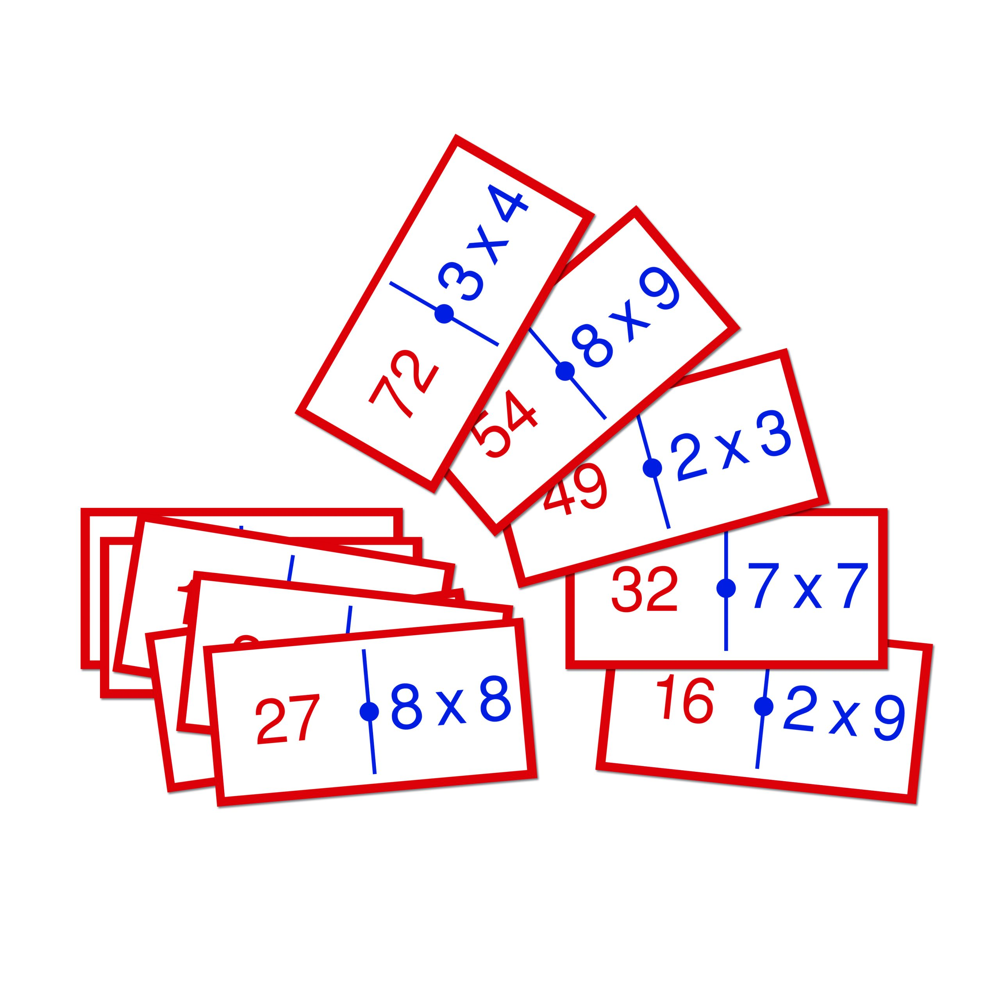 72 3 x 4
54 8 x 9
49 2 x 3
32 7 x 7
16 2 x 9
27 8 x 8